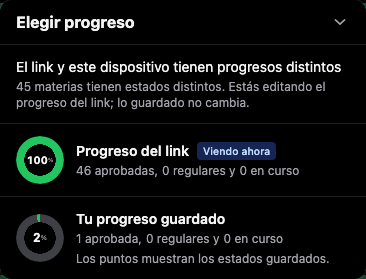 Elegir progreso
El link y este dispositivo tienen progresos distintos
45 materias tienen estados distintos. Estás editando el
progreso del link; lo guardado no cambia.
100%
Progreso del link Viendo ahora
46 aprobadas, 0 regulares y 0 en curso
2%
Tu progreso guardado
1 aprobada, 0 regulares y 0 en curso
Los puntos muestran los estados guardados.